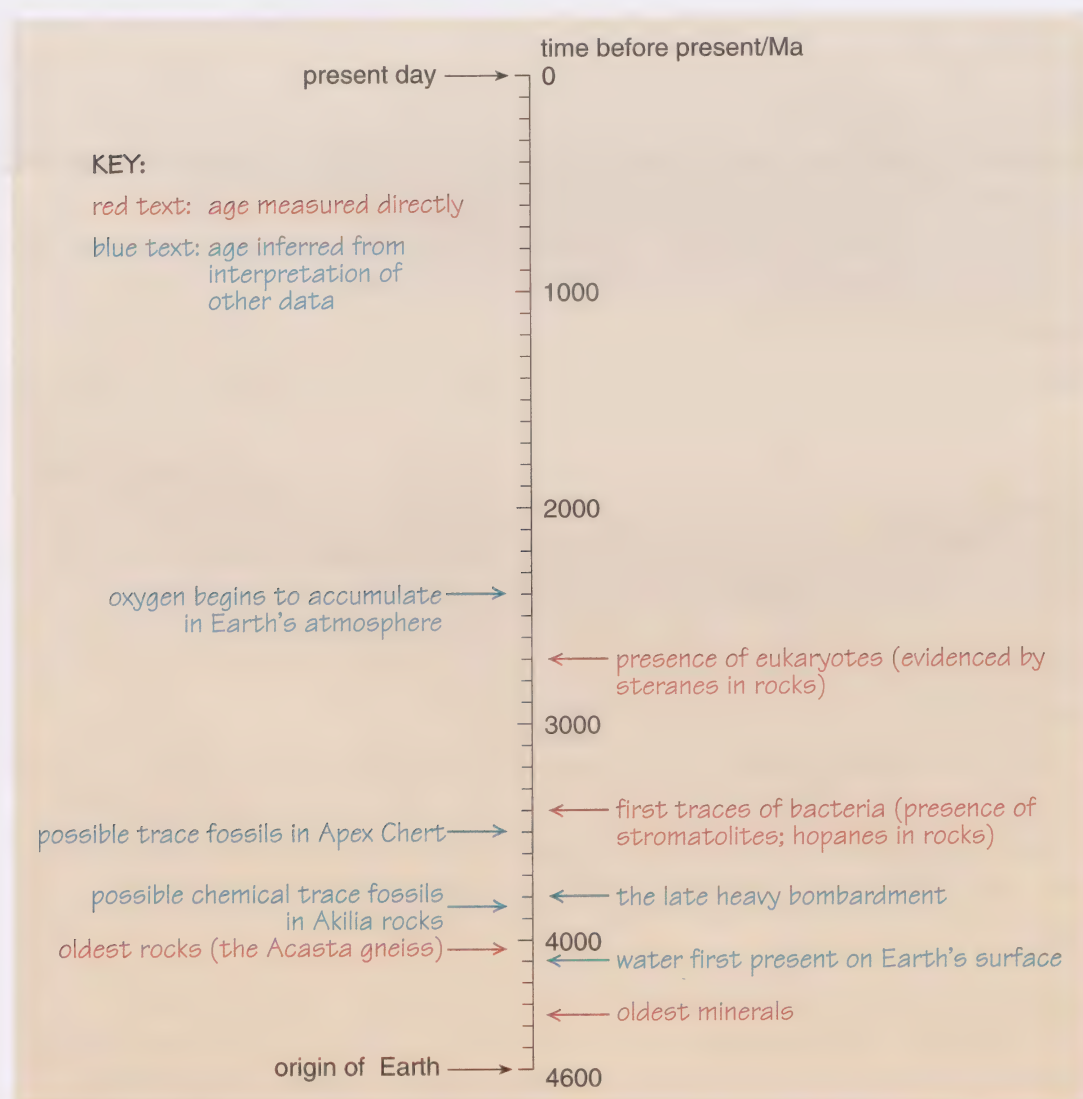 time before present/Ma
present day
0
KEY:
red text: age measured directly
blue text: age inferred from
interpretation of
other data
1000
2000
oxygen begins to accumulate
in Earth's atmosphere
presence of eukaryotes (evidenced by
steranes in rocks)
3000
first traces of bacteria (presence of
stromatolites; hopanes in rocks)
possible trace fossils in Apex Chert
possible chemical trace fossils
in Akilia rocks
the late heavy bombardment
oldest rocks (the Acasta gneiss)
4000
water first present on Earth's surface
oldest minerals
origin of Earth
4600